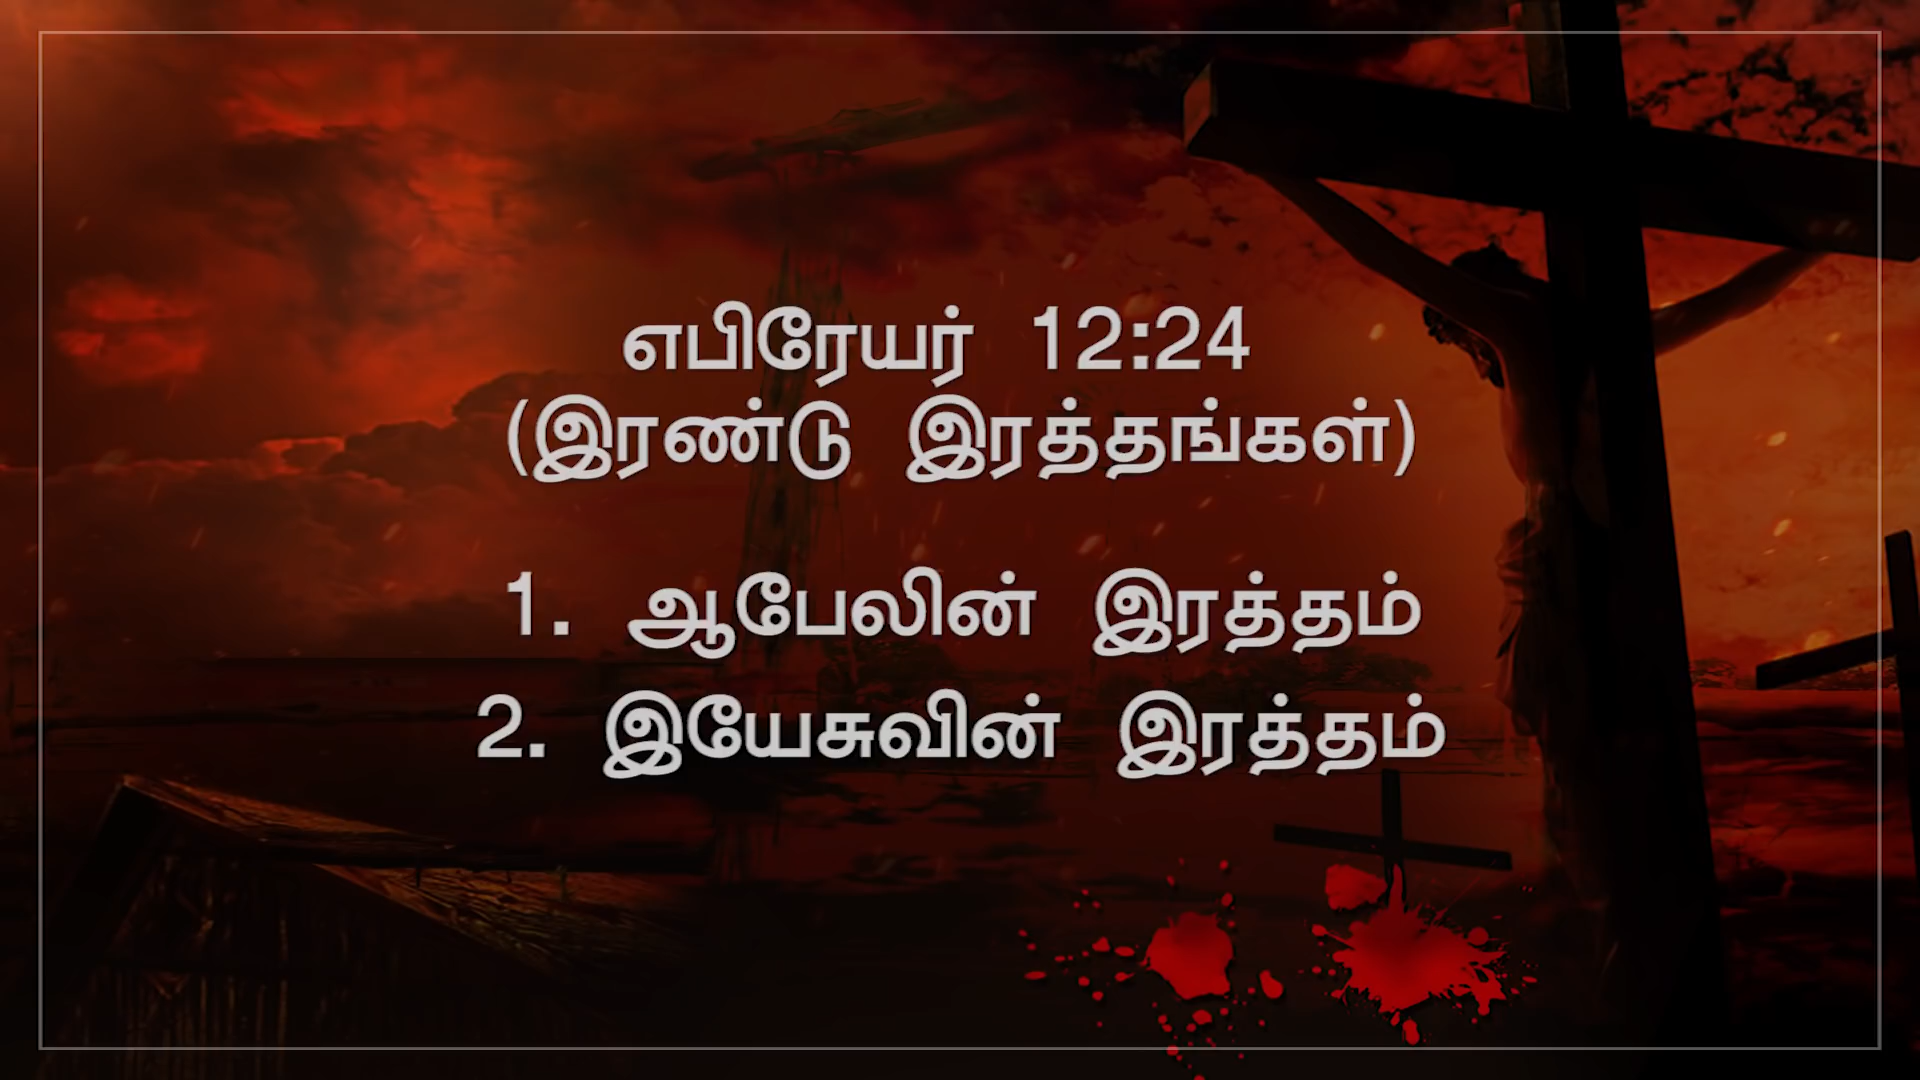 எபிரேயர் 12:24
(இரண்டு இரத்தங்கள்)
1. ஆபேலின் இரத்தம்
2. இயேசுவின் இரத்தம்